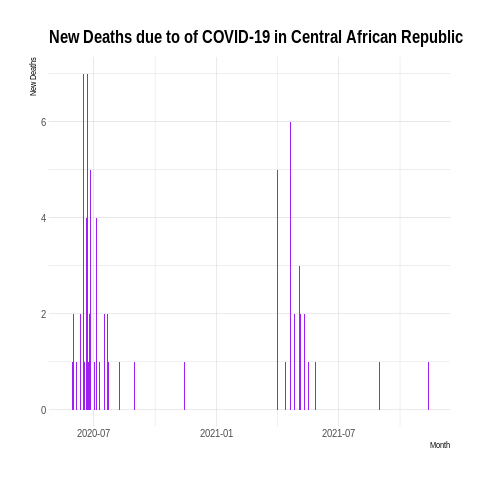 New Deaths due to of COVID-19 in Central African Republic
New Deaths
6
4
2
0
2020-07
2021-01
2021-07
Month